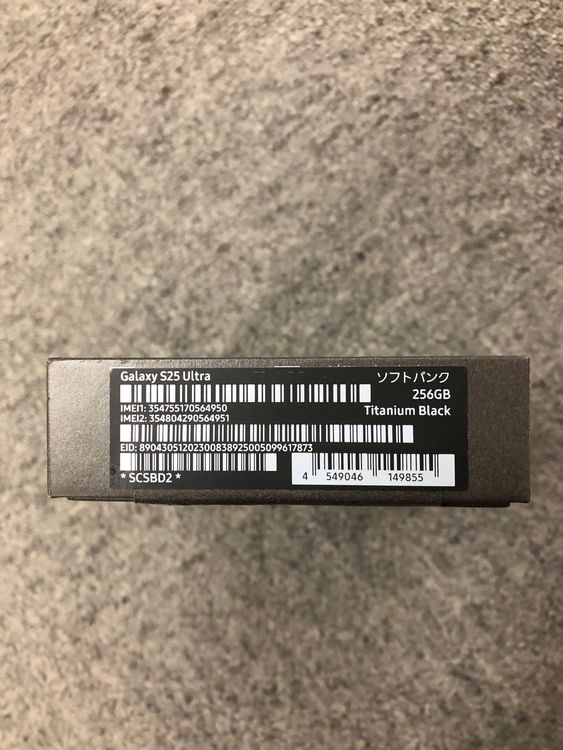 Galaxy S25 Ultra
ソフトバンク
256GB
IMEI1: 354755170564950
Titanium Black
IMEI2: 354804290564951
EID: 89043051202300838925005099617873
* SCSBD2 *
4 549046 149855